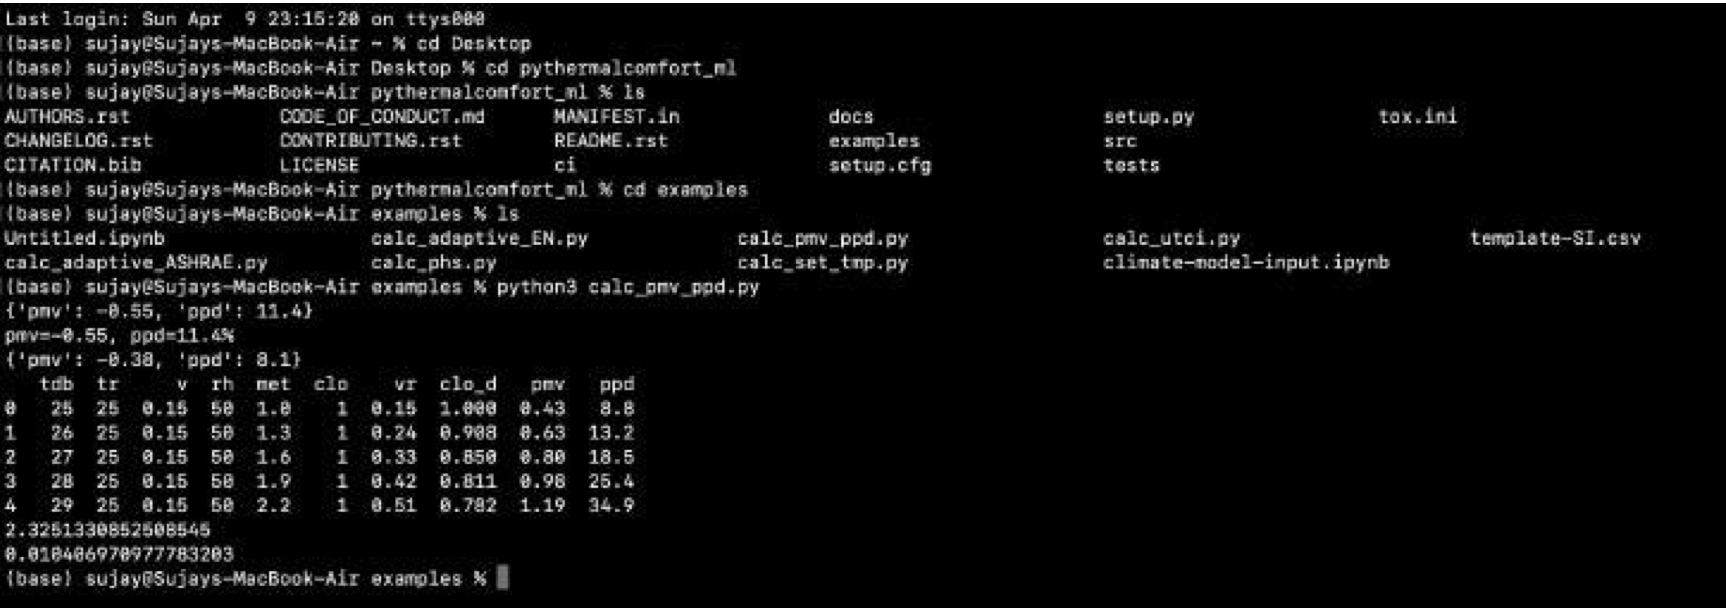 Last login: Sun Apr  9 23:15:20 on ttys000
(base) sujay@Sujays-MacBook-Air ~ % cd Desktop
(base) sujay@Sujays-MacBook-Air Desktop % cd pythermalcomfort_ml
(base) sujay@Sujays-MacBook-Air pythermalcomfort_ml % ls
AUTHORS.rst CODE_OF_CONDUCT.md MANIFEST.in docs setup.py tox.ini
CHANGELOG.rst CONTRIBUTING.rst README.rst examples src
CITATION.bib LICENSE ci setup.cfg tests
(base) sujay@Sujays-MacBook-Air pythermalcomfort_ml % cd examples
(base) sujay@Sujays-MacBook-Air examples % ls
Untitled.ipynb calc_adaptive_EN.py calc_pmv_ppd.py calc_utci.py template-SI.csv
calc_adaptive_ASHRAE.py calc_phs.py calc_set_tmp.py climate-model-input.ipynb
(base) sujay@Sujays-MacBook-Air examples % python3 calc_pmv_ppd.py
{'pmv': -0.55, 'ppd': 11.4}
pmv=-0.55, ppd=11.4%
{'pmv': -0.38, 'ppd': 8.1}
tdb tr v rh met clo vr clo_d pmv ppd
0 25 25 0.15 50 1.0 1 0.15 1.000 0.43 8.8
1 26 25 0.15 50 1.3 1 0.24 0.908 0.63 13.2
2 27 25 0.15 50 1.6 1 0.33 0.850 0.80 18.5
3 28 25 0.15 50 1.9 1 0.42 0.811 0.98 25.4
4 29 25 0.15 50 2.2 1 0.51 0.782 1.19 34.9
2.3251330852508545
0.010406970977783203
(base) sujay@Sujays-MacBook-Air examples %